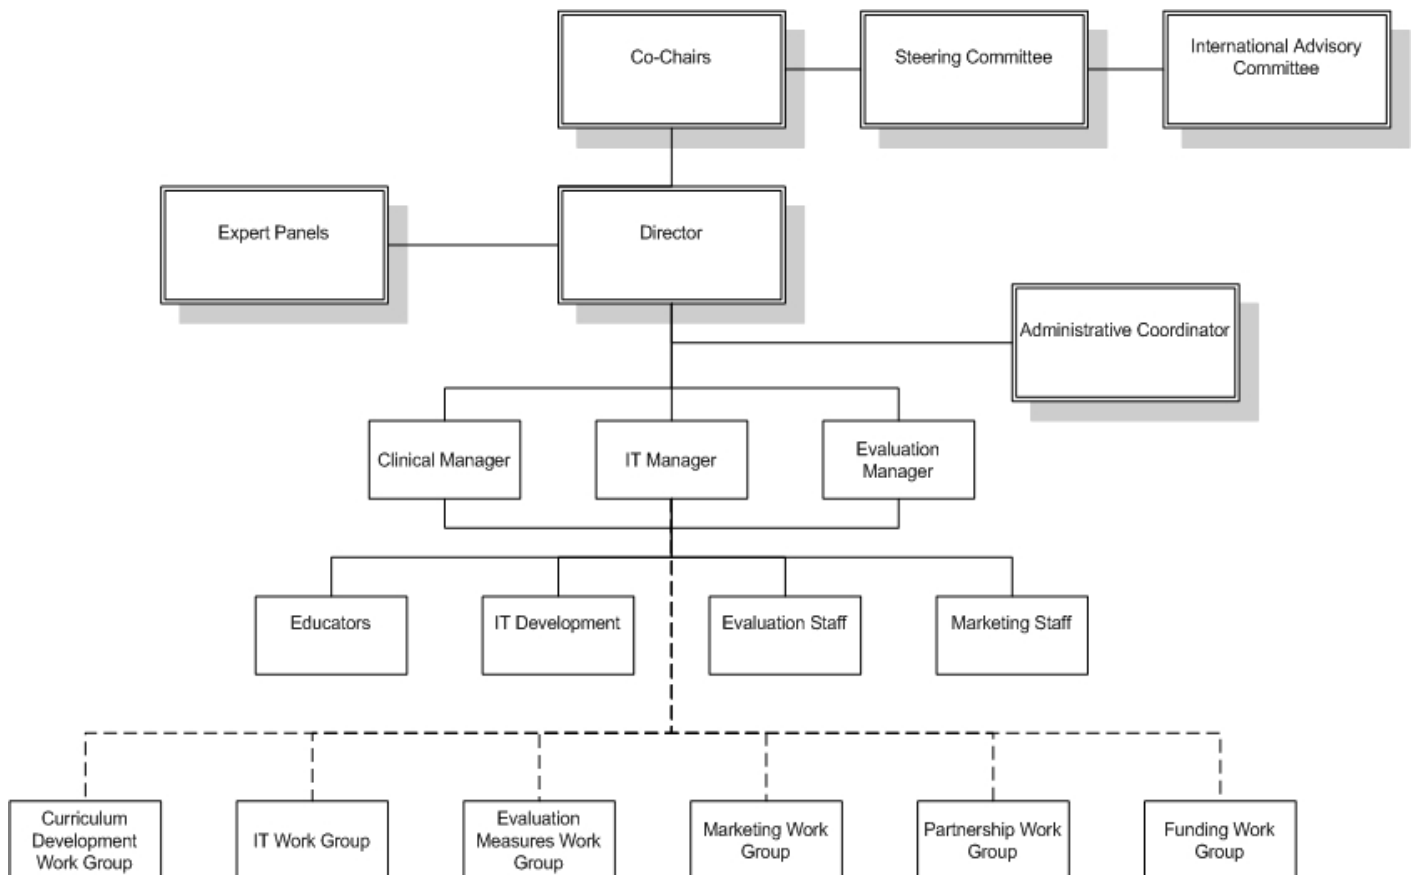 Co-Chairs
Steering Committee
International Advisory
Committee
Expert Panels
Director
Administrative Coordinator
Clinical Manager
IT Manager
Evaluation
Manager
Educators
IT Development
Evaluation Staff
Marketing Staff
Curriculum
Development
Work Group
IT Work Group
Evaluation
Measures Work
Group
Marketing Work
Group
Partnership Work
Group
Funding Work
Group